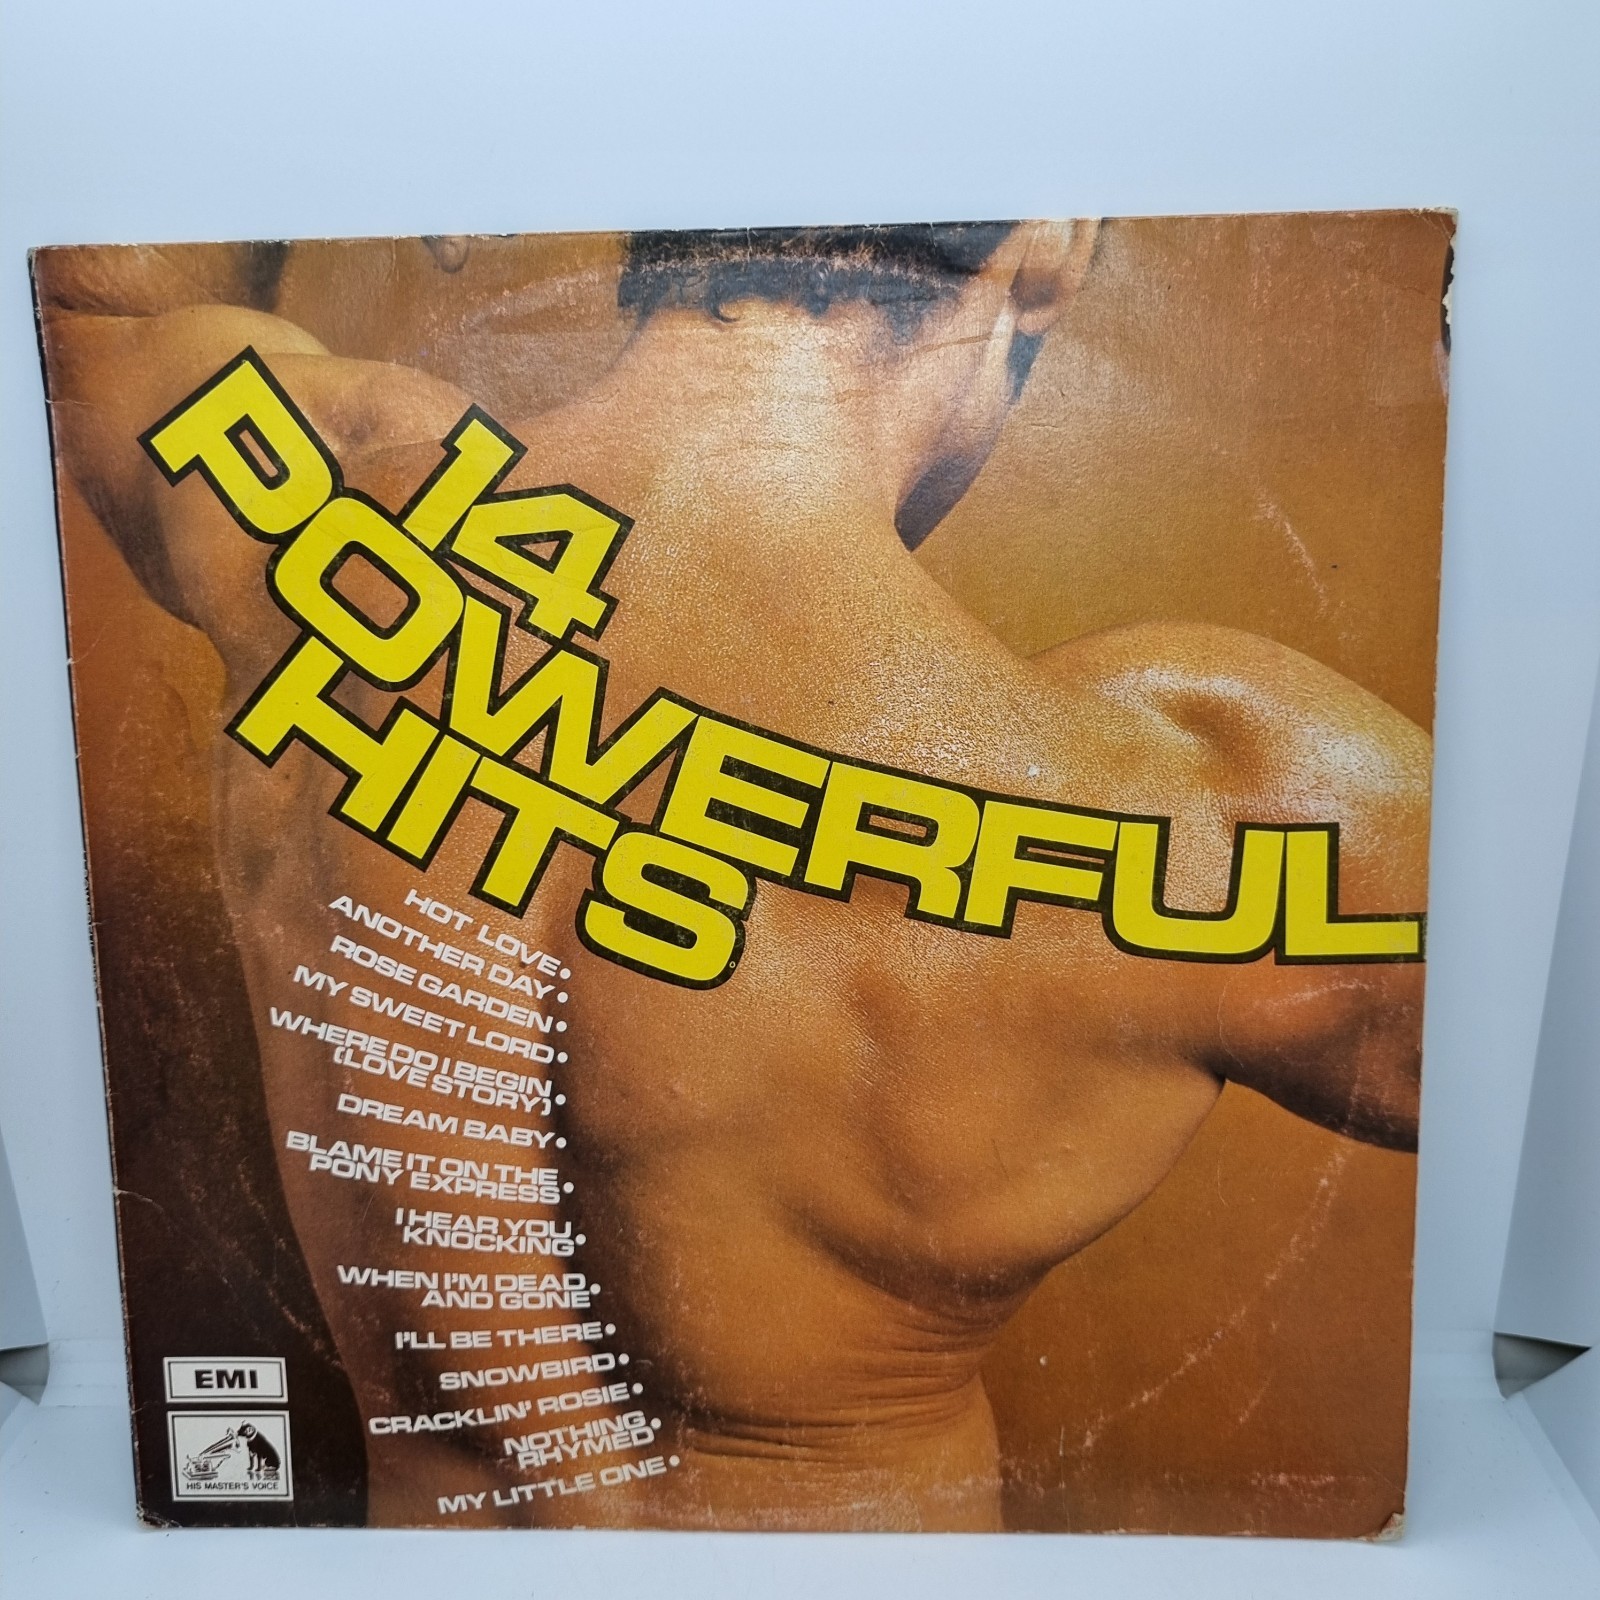 14
POWERFUL
HITS
HOT LOVE•
ANOTHER DAY•
ROSE GARDEN•
MY SWEET LORD•
WHERE DO I BEGIN
(LOVE STORY)•
DREAM BABY•
BLAME IT ON THE
PONY EXPRESS•
I HEAR YOU
KNOCKING•
WHEN I'M DEAD
AND GONE•
I'LL BE THERE•
SNOWBIRD•
CRACKLIN' ROSIE•
NOTHING
RHYMED•
MY LITTLE ONE•
EMI
HIS MASTER'S VOICE